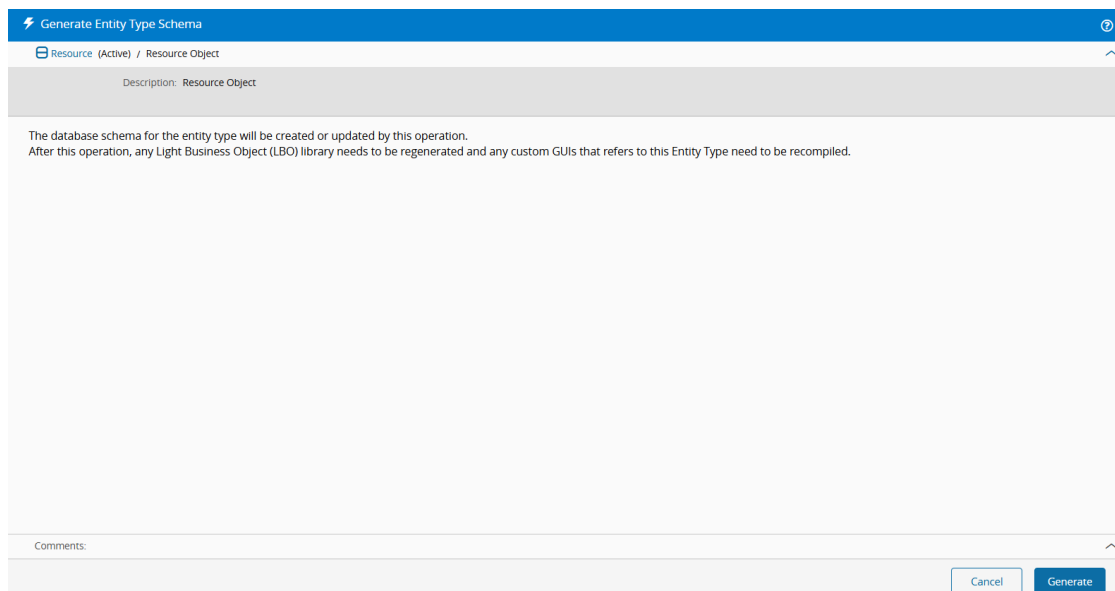 Generate Entity Type Schema
Resource (Active) / Resource Object
Description: Resource Object
The database schema for the entity type will be created or updated by this operation.
After this operation, any Light Business Object (LBO) library needs to be regenerated and any custom GUIs that refers to this Entity Type need to be recompiled.
Comments:
Cancel Generate